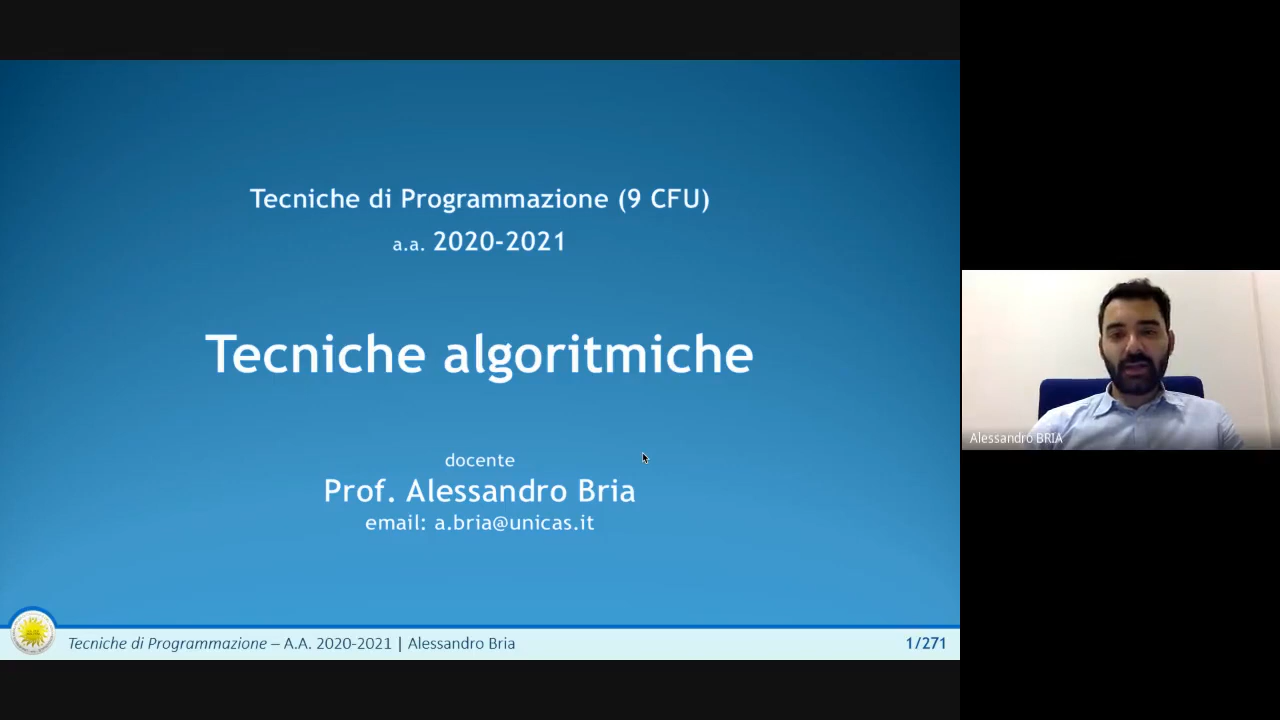 Tecniche di Programmazione (9 CFU)
a.a. 2020-2021
Tecniche algoritmiche
docente
Prof. Alessandro Bria
email: a.bria@unicas.it
Alessandro BRIA
Tecniche di Programmazione – A.A. 2020-2021 | Alessandro Bria
1/271